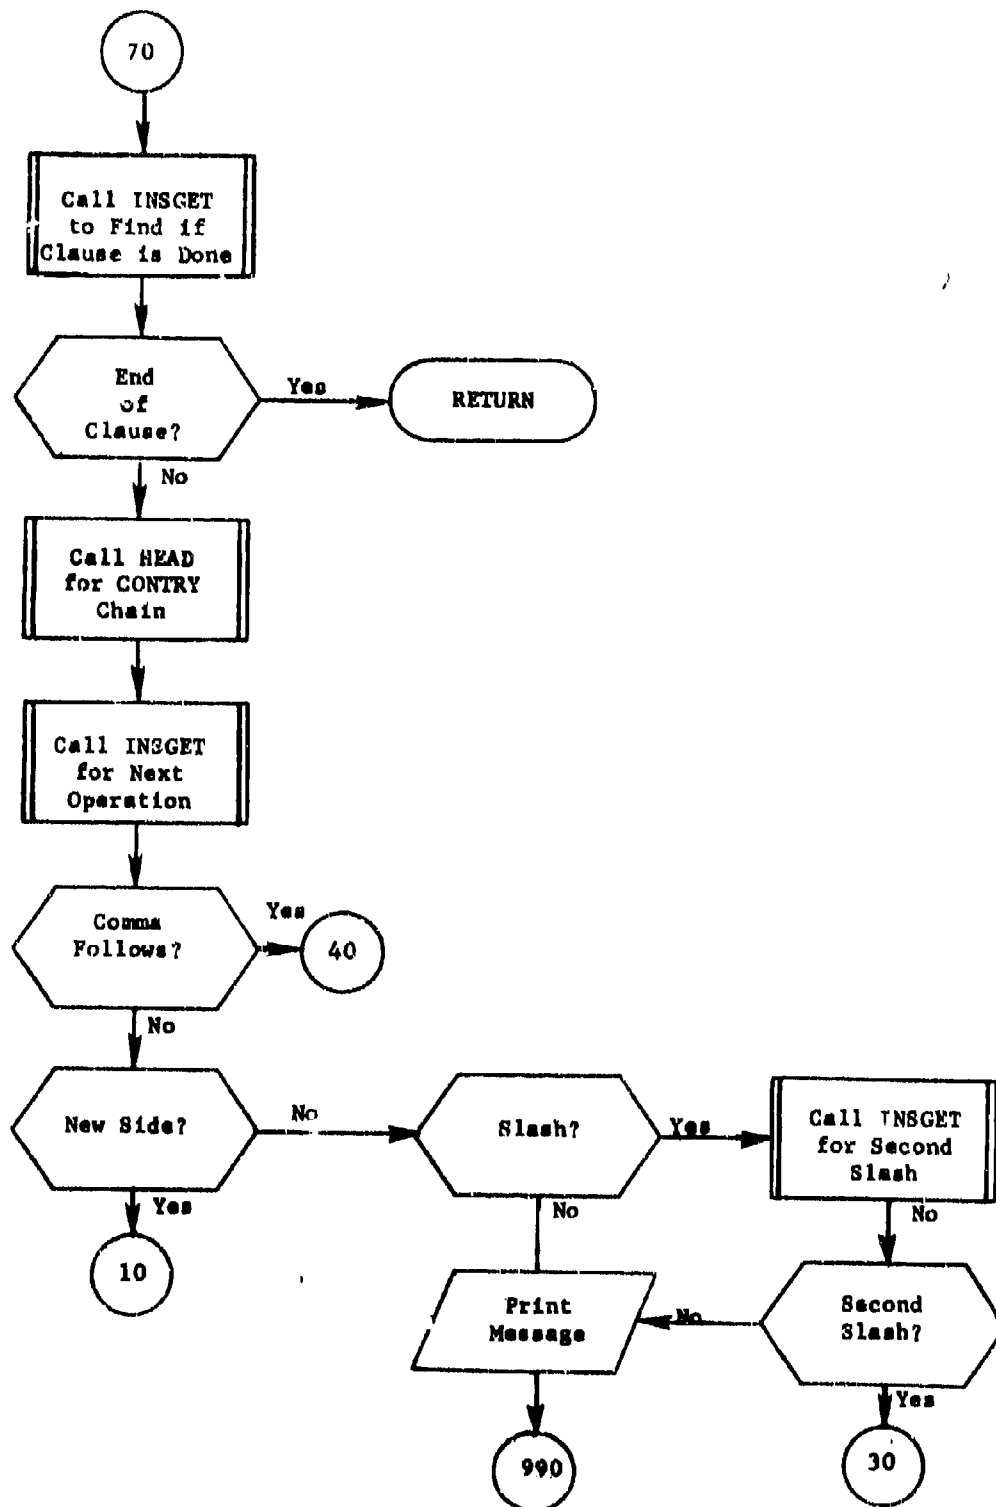 70
Call INSGET
to Find if
Clause is Done
End
of
Clause?
Yes
RETURN
No
Call HEAD
for CONTRY
Chain
Call INSGET
for Next
Operation
Comma
Follows?
Yes
40
No
New Side?
No
Slash?
Yes
Call INSGET
for Second
Slash
Yes
10
No
No
Print
Message
No
Second
Slash?
Yes
990
30